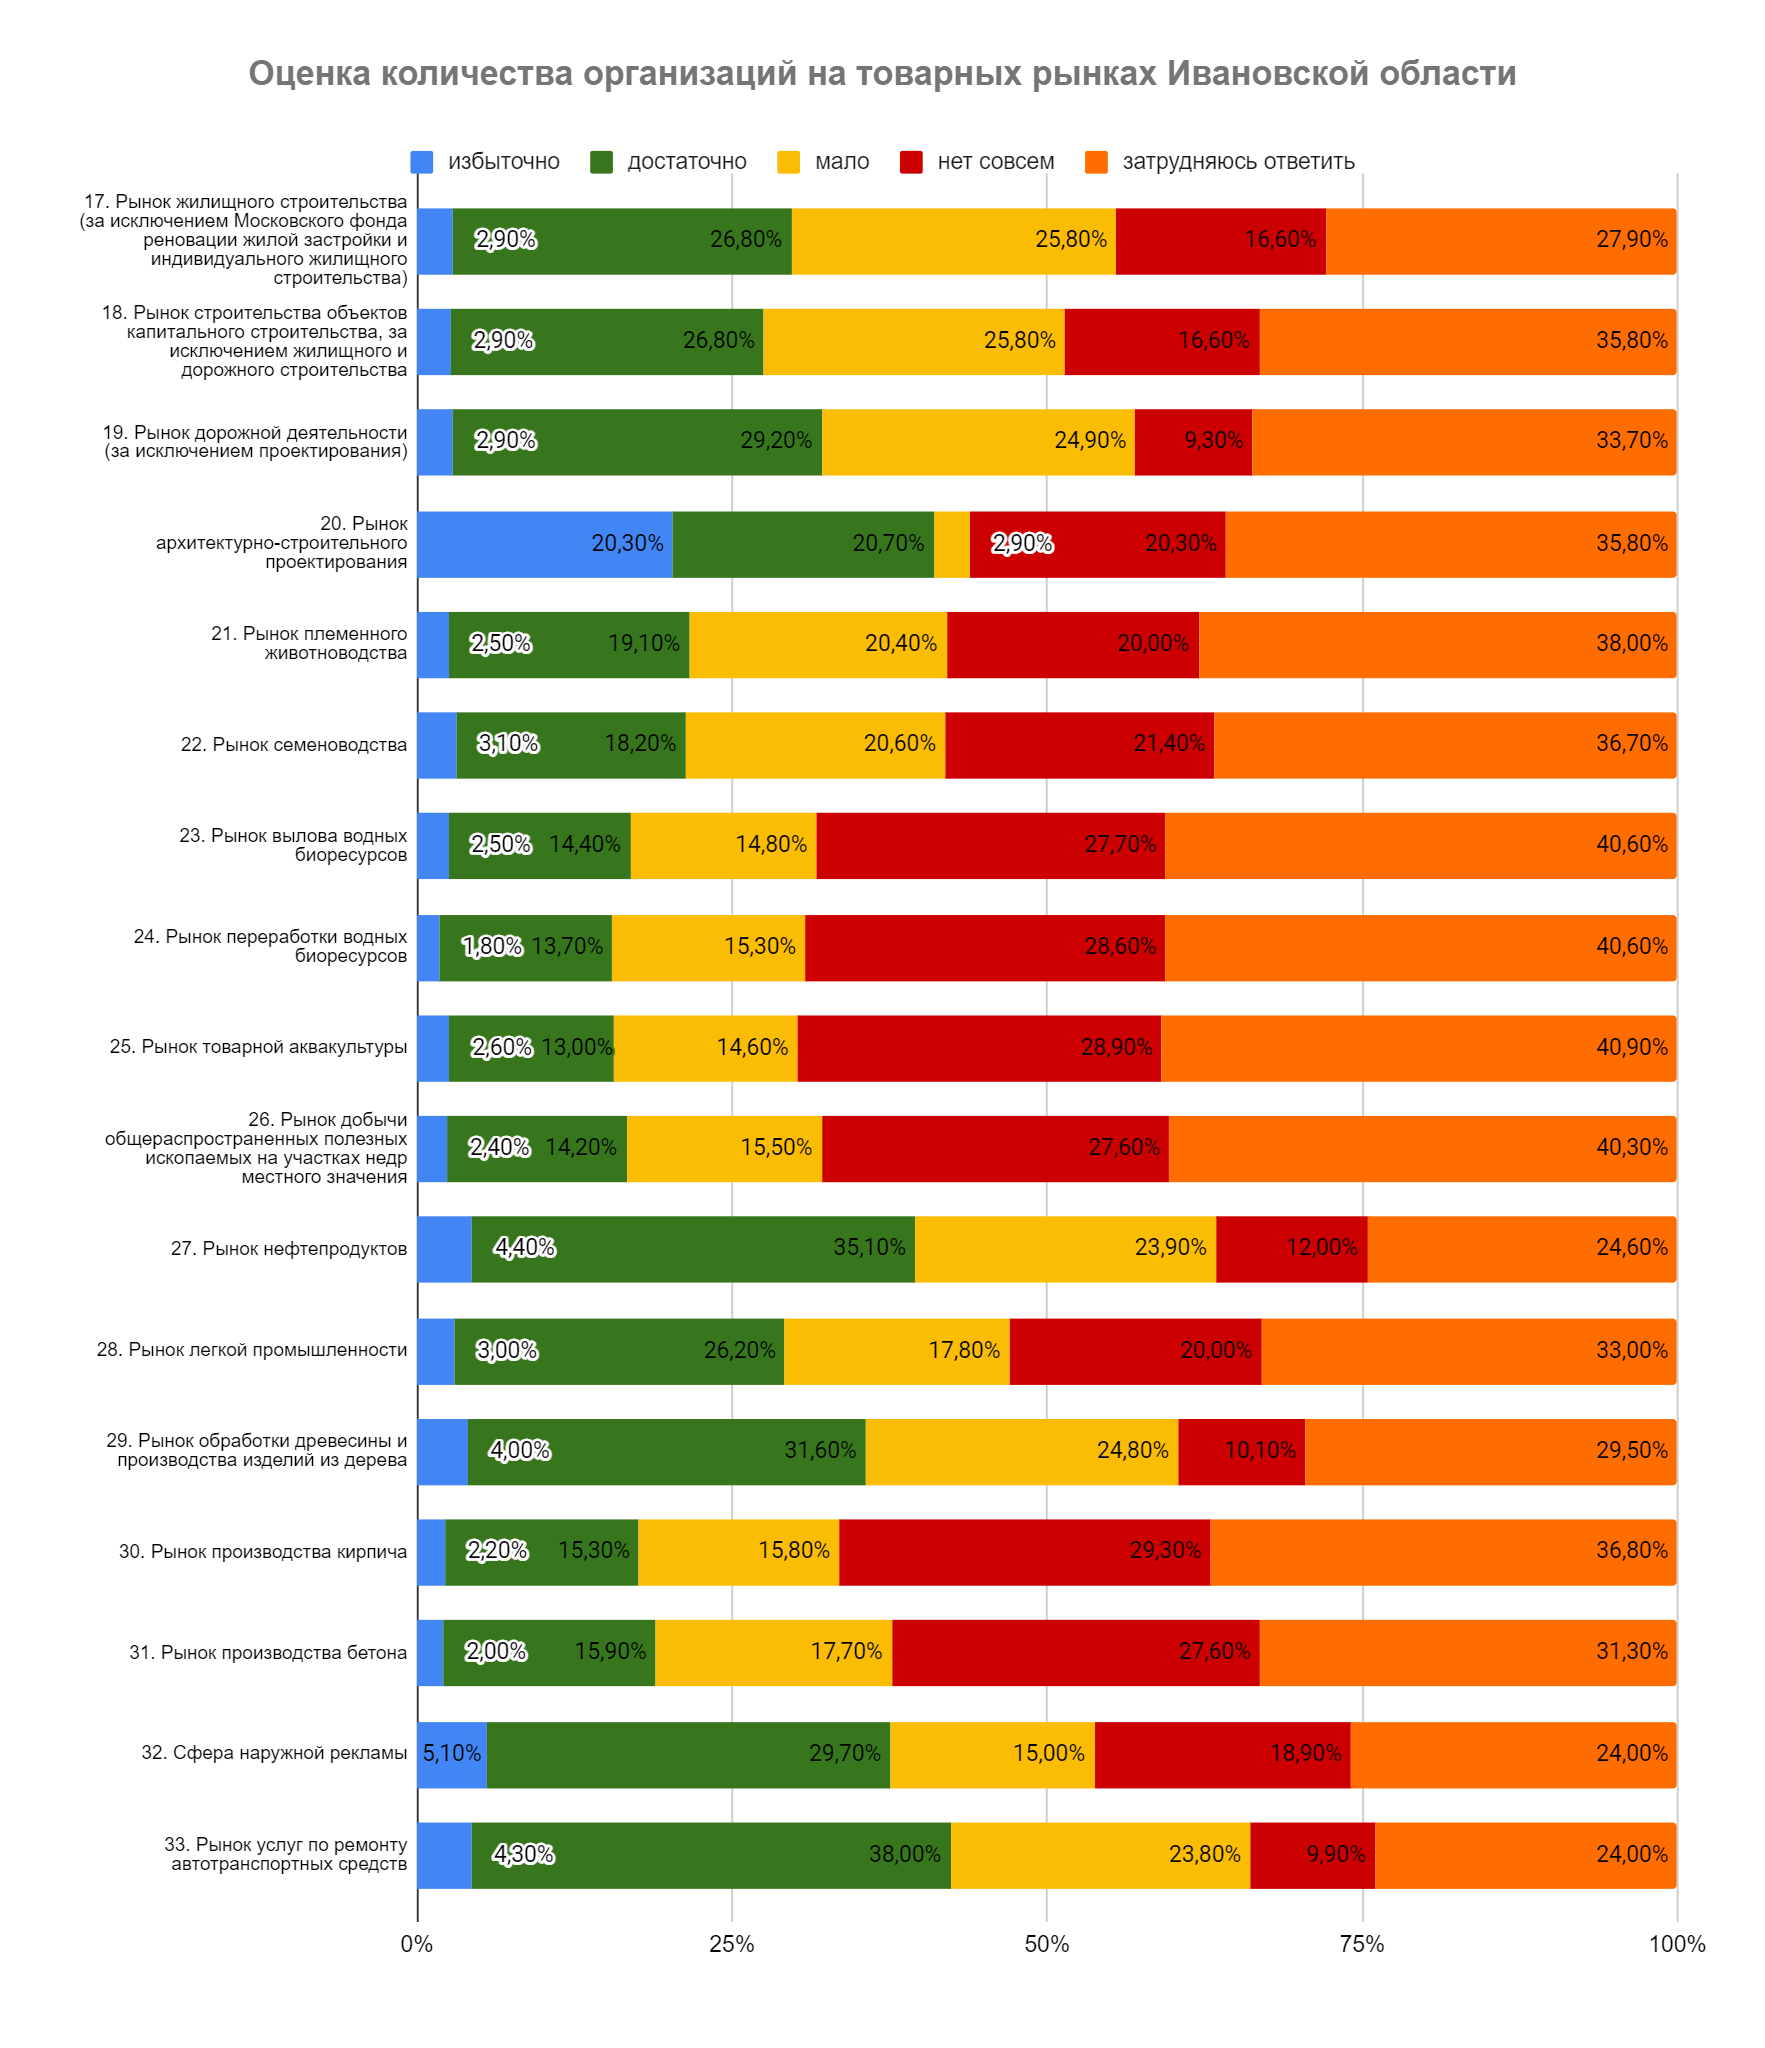 Оценка количества организаций на товарных рынках Ивановской области
избыточно достаточно мало нет совсем затрудняюсь ответить
17. Рынок жилищного строительства
(за исключением Московского фонда
реновации жилой застройки и
индивидуального жилищного
строительства)
2,90% 26,80% 25,80% 16,60% 27,90%
18. Рынок строительства объектов
капитального строительства, за
исключением жилищного и
дорожного строительства
2,90% 26,80% 25,80% 16,60% 35,80%
19. Рынок дорожной деятельности
(за исключением проектирования)
2,90% 29,20% 24,90% 9,30% 33,70%
20. Рынок
архитектурно-строительного
проектирования
20,30% 20,70% 2,90% 20,30% 35,80%
21. Рынок племенного
животноводства
2,50% 19,10% 20,40% 20,00% 38,00%
22. Рынок семеноводства
3,10% 18,20% 20,60% 21,40% 36,70%
23. Рынок вылова водных
биоресурсов
2,50% 14,40% 14,80% 27,70% 40,60%
24. Рынок переработки водных
биоресурсов
1,80% 13,70% 15,30% 28,60% 40,60%
25. Рынок товарной аквакультуры
2,60% 13,00% 14,60% 28,90% 40,90%
26. Рынок добычи
общераспространенных полезных
ископаемых на участках недр
местного значения
2,40% 14,20% 15,50% 27,60% 40,30%
27. Рынок нефтепродуктов
4,40% 35,10% 23,90% 12,00% 24,60%
28. Рынок легкой промышленности
3,00% 26,20% 17,80% 20,00% 33,00%
29. Рынок обработки древесины и
производства изделий из дерева
4,00% 31,60% 24,80% 10,10% 29,50%
30. Рынок производства кирпича
2,20% 15,30% 15,80% 29,30% 36,80%
31. Рынок производства бетона
2,00% 15,90% 17,70% 27,60% 31,30%
32. Сфера наружной рекламы
5,10% 29,70% 15,00% 18,90% 24,00%
33. Рынок услуг по ремонту
автотранспортных средств
4,30% 38,00% 23,80% 9,90% 24,00%
0% 25% 50% 75% 100%